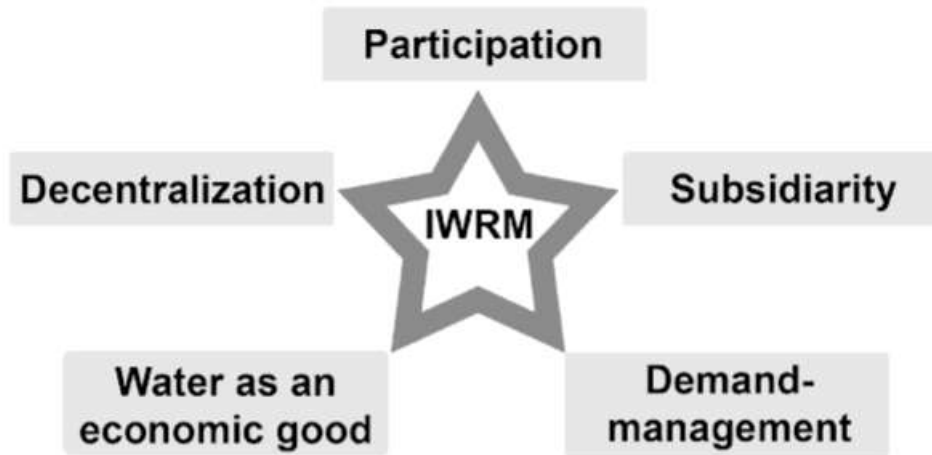 Participation
Decentralization
IWRM
Subsidiarity
Water as an
economic good
Demand-
management